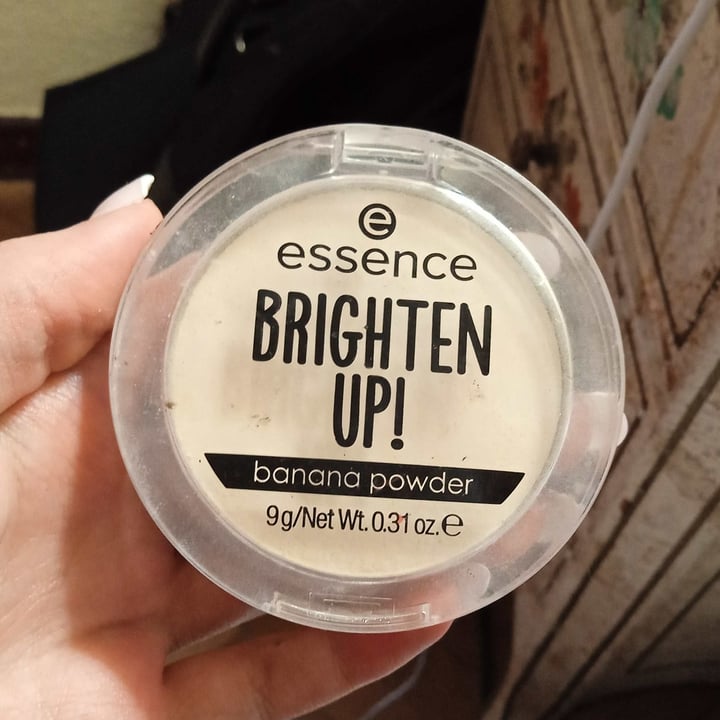 essence
BRIGHTEN
UP!
banana powder
9g/Net Wt. 0.31 oz. ℮